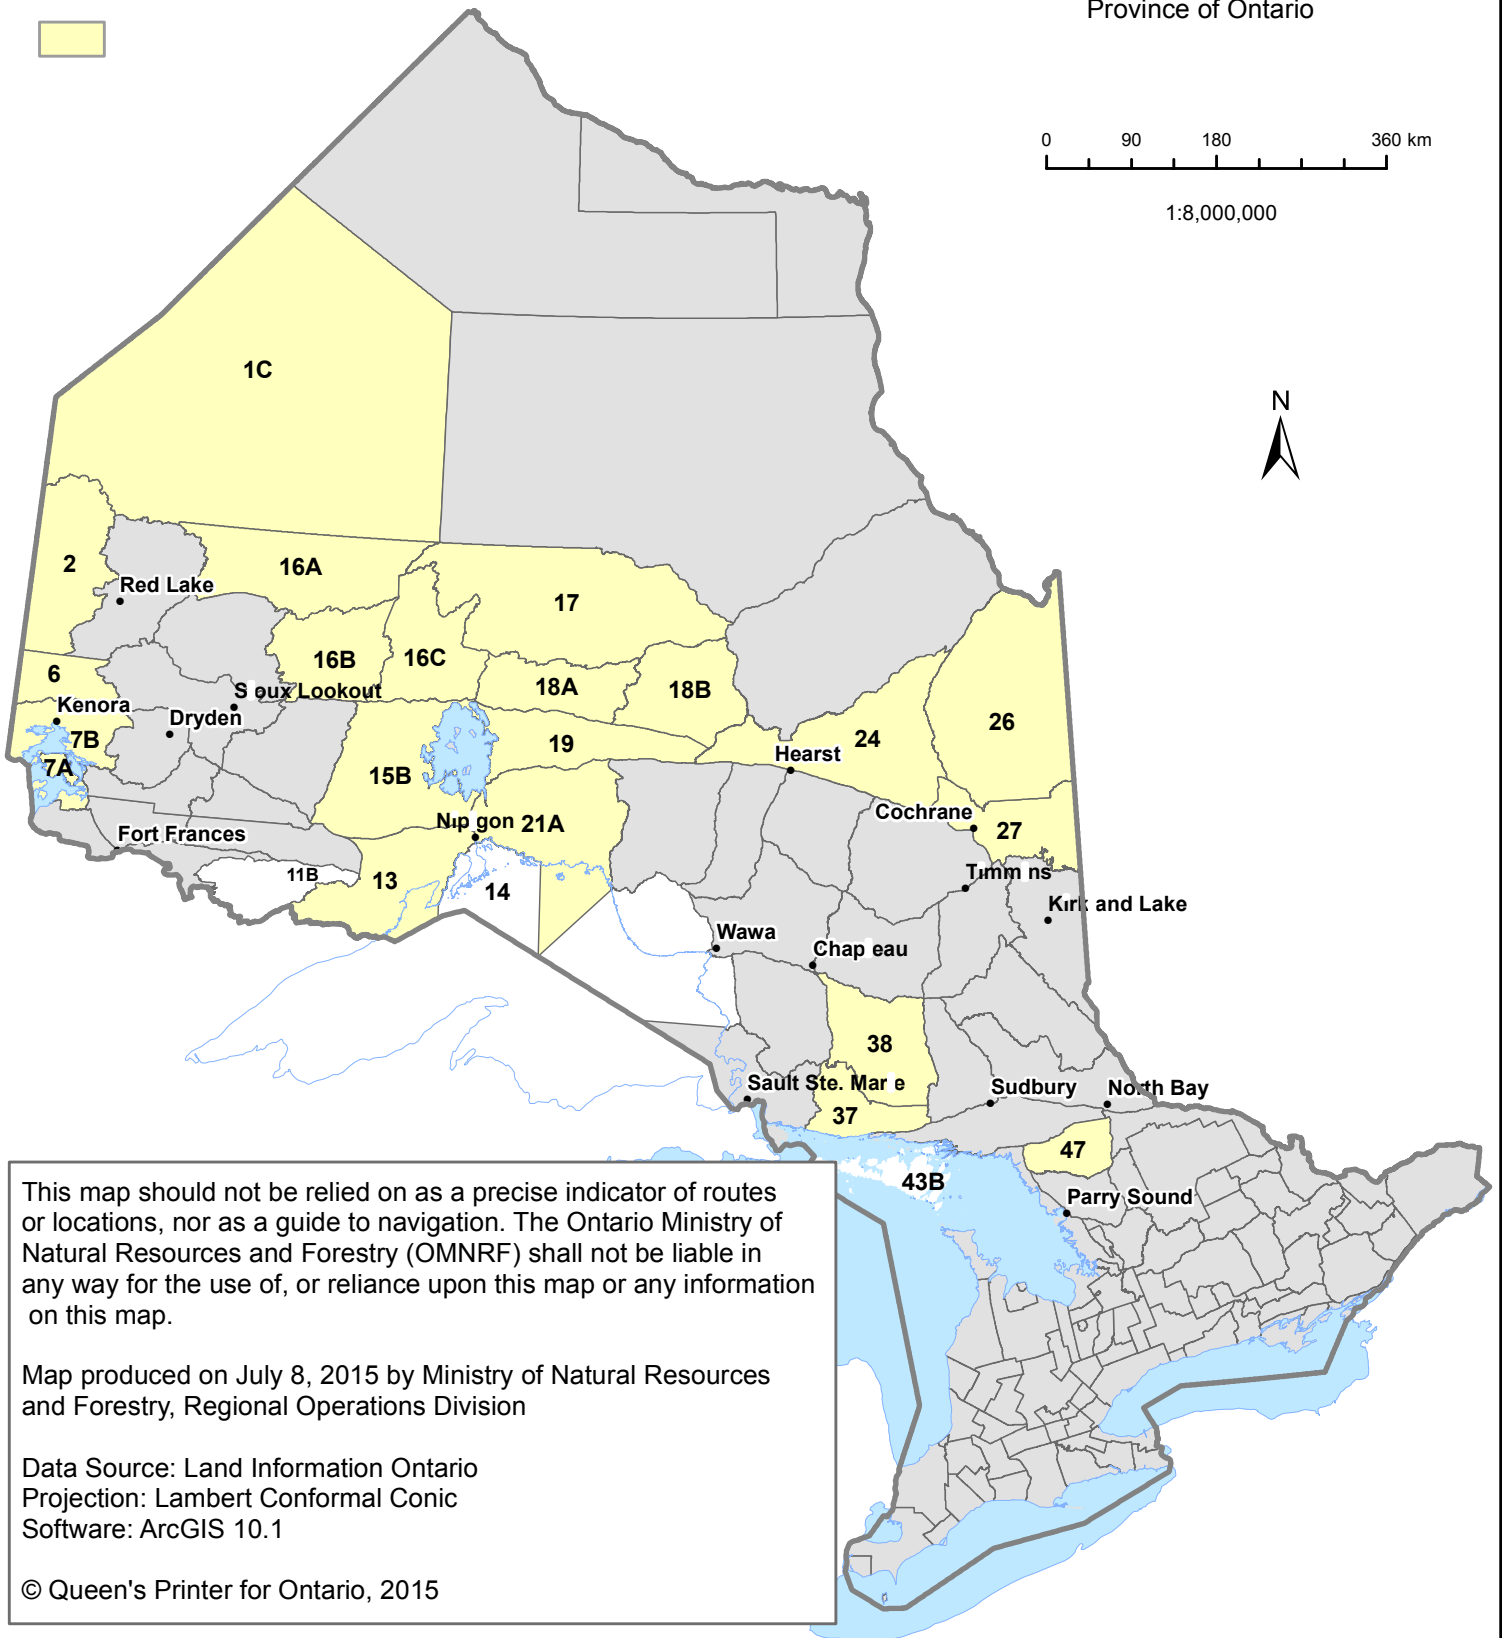 Province of Ontario
0 90 180 360 km
1:8,000,000
N
1C
2
16A
Red Lake
17
16B
16C
6
18A
18B
Sioux Lookout
Kenora
Dryden
26
7B
19
24
Hearst
7A
15B
Cochrane
Nipigon
21A
27
Fort Frances
11B
13
14
Timmins
Kirkland Lake
Wawa
Chapleau
38
Sault Ste. Marie
Sudbury
North Bay
37
47
43B
Parry Sound
This map should not be relied on as a precise indicator of routes
or locations, nor as a guide to navigation. The Ontario Ministry of
Natural Resources and Forestry (OMNRF) shall not be liable in
any way for the use of, or reliance upon this map or any information
on this map.
Map produced on July 8, 2015 by Ministry of Natural Resources
and Forestry, Regional Operations Division
Data Source: Land Information Ontario
Projection: Lambert Conformal Conic
Software: ArcGIS 10.1
© Queen's Printer for Ontario, 2015